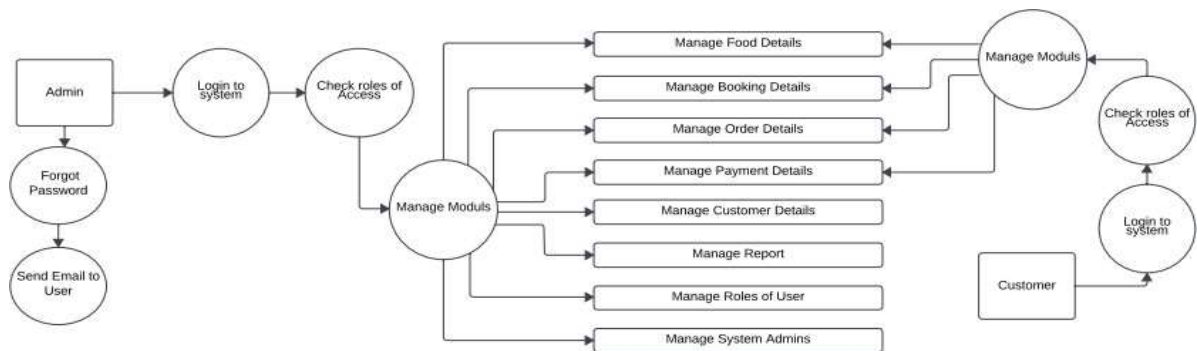 Admin
Forgot
Password
Send Email to
User
Login to
system
Check roles of
Access
Manage Moduls
Manage Food Details
Manage Booking Details
Manage Order Details
Manage Payment Details
Manage Customer Details
Manage Report
Manage Roles of User
Manage System Admins
Manage Moduls
Check roles of
Access
Login to
system
Customer